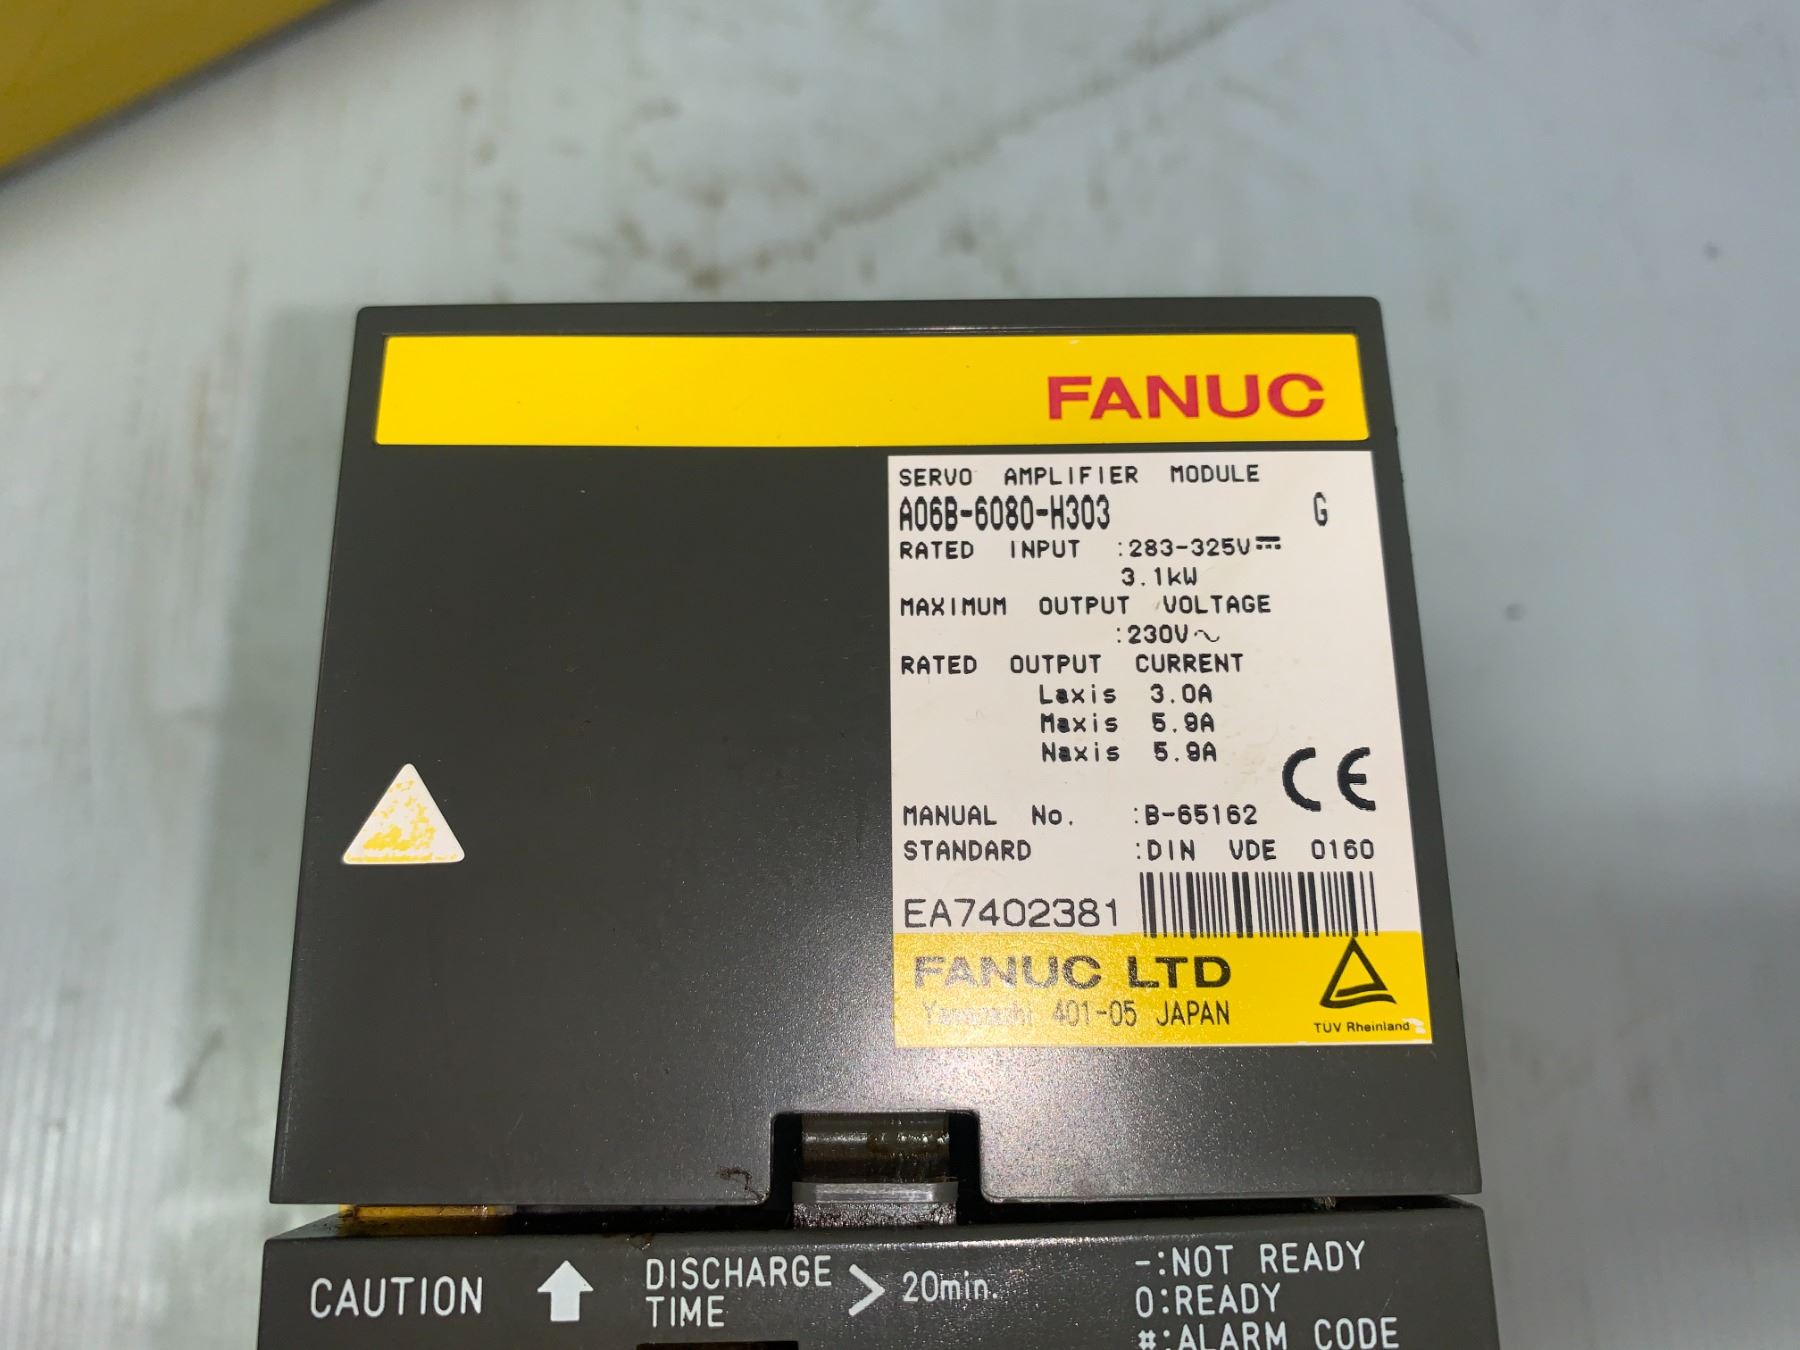 FANUC
SERVO AMPLIFIER MODULE
A06B-6080-H303 G
RATED INPUT :283-325V⎓
3.1kW
MAXIMUM OUTPUT VOLTAGE
:230V~
RATED OUTPUT CURRENT
Laxis 3.0A
Maxis 5.9A
Naxis 5.9A
CE
MANUAL No. :B-65162
STANDARD :DIN VDE 0160
EA7402381
FANUC LTD
Yamanashi 401-05 JAPAN
TÜV Rheinland
CAUTION
DISCHARGE TIME > 20min.
-:NOT READY
0:READY
#:ALARM CODE